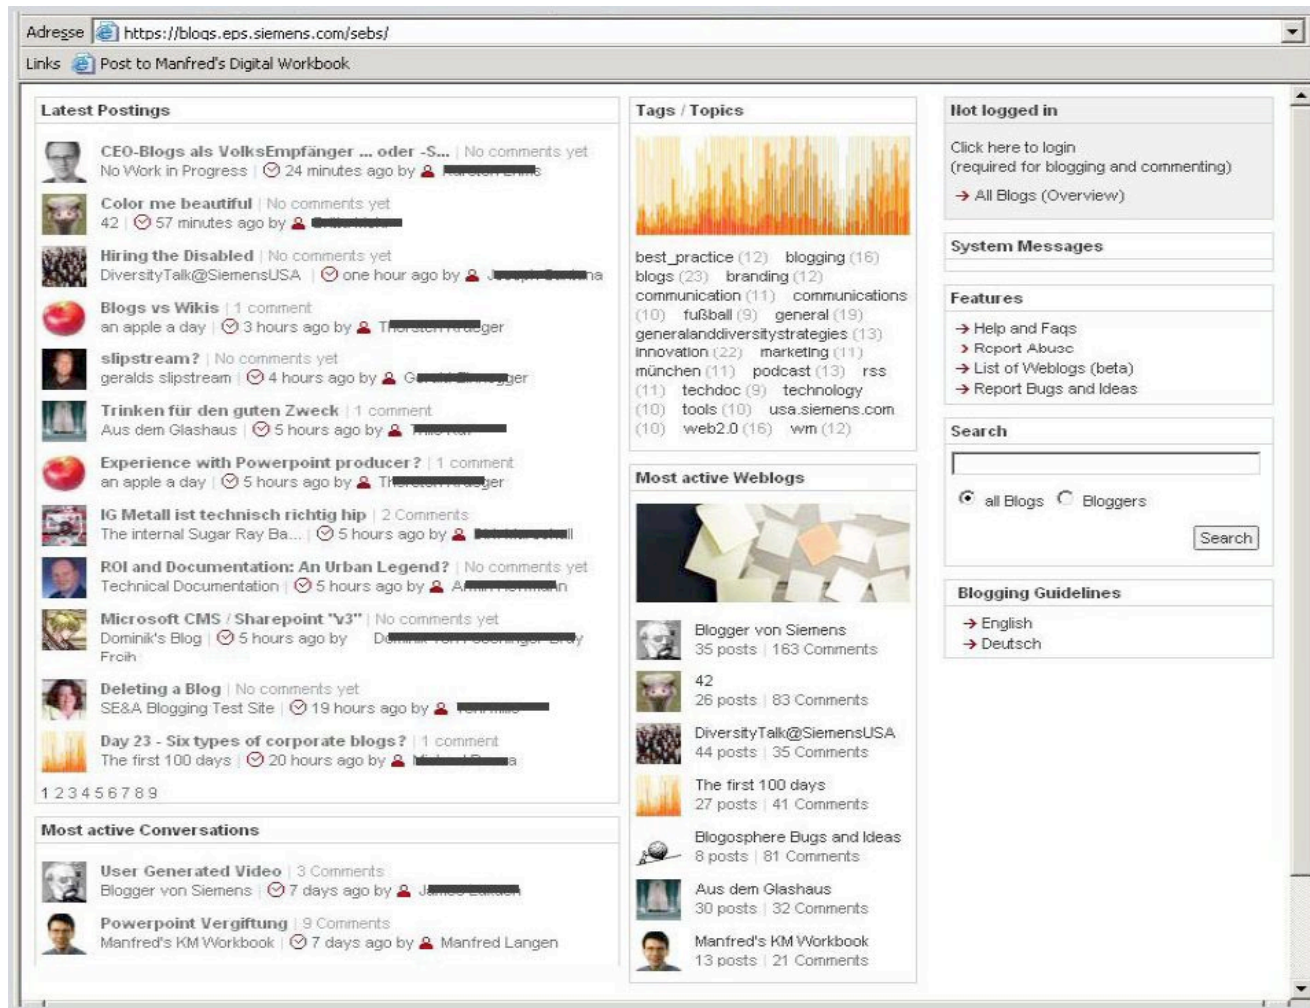 Adresse https://blogs.eps.siemens.com/sebs/
Links Post to Manfred's Digital Workbook
Latest Postings
CEO-Blogs als VolksEmpfänger ... oder -S... | No comments yet
No Work in Progress | 24 minutes ago by
Color me beautiful | No comments yet
42 | 57 minutes ago by
Hiring the Disabled | No comments yet
DiversityTalk@SiemensUSA | one hour ago by
Blogs vs Wikis | 1 comment
an apple a day | 3 hours ago by
slipstream? | No comments yet
geralds slipstream | 4 hours ago by
Trinken für den guten Zweck | 1 comment
Aus dem Glashaus | 5 hours ago by
Experience with Powerpoint producer? | 1 comment
an apple a day | 5 hours ago by
IG Metall ist technisch richtig hip | 2 Comments
The internal Sugar Ray Ba... | 5 hours ago by
ROI and Documentation: An Urban Legend? | No comments yet
Technical Documentation | 5 hours ago by
Microsoft CMS / Sharepoint "v3" | No comments yet
Dominik's Blog | 5 hours ago by
Deleting a Blog | No comments yet
SE&A Blogging Test Site | 19 hours ago by
Day 23 - Six types of corporate blogs? | 1 comment
The first 100 days | 20 hours ago by
1 2 3 4 5 6 7 8 9
Most active Conversations
User Generated Video | 3 Comments
Blogger von Siemens | 7 days ago by
Powerpoint Vergiftung | 9 Comments
Manfred's KM Workbook | 7 days ago by Manfred Langen
Tags / Topics
best_practice (12) blogging (16)
blogs (23) branding (12)
communication (11) communications
(10) fußball (9) general (19)
generalanddiversitystrategies (13)
innovation (22) marketing (11)
münchen (11) podcast (13) rss
(11) techdoc (9) technology
(10) tools (10) usa.siemens.com
(10) web2.0 (16) wm (12)
Most active Weblogs
Blogger von Siemens
35 posts | 163 Comments
42
26 posts | 83 Comments
DiversityTalk@SiemensUSA
44 posts | 35 Comments
The first 100 days
27 posts | 41 Comments
Blogosphere Bugs and Ideas
8 posts | 81 Comments
Aus dem Glashaus
30 posts | 32 Comments
Manfred's KM Workbook
13 posts | 21 Comments
Not logged in
Click here to login
(required for blogging and commenting)
All Blogs (Overview)
System Messages
Features
Help and Faqs
Report Abuse
List of Weblogs (beta)
Report Bugs and Ideas
Search
all Blogs Bloggers
Search
Blogging Guidelines
English
Deutsch